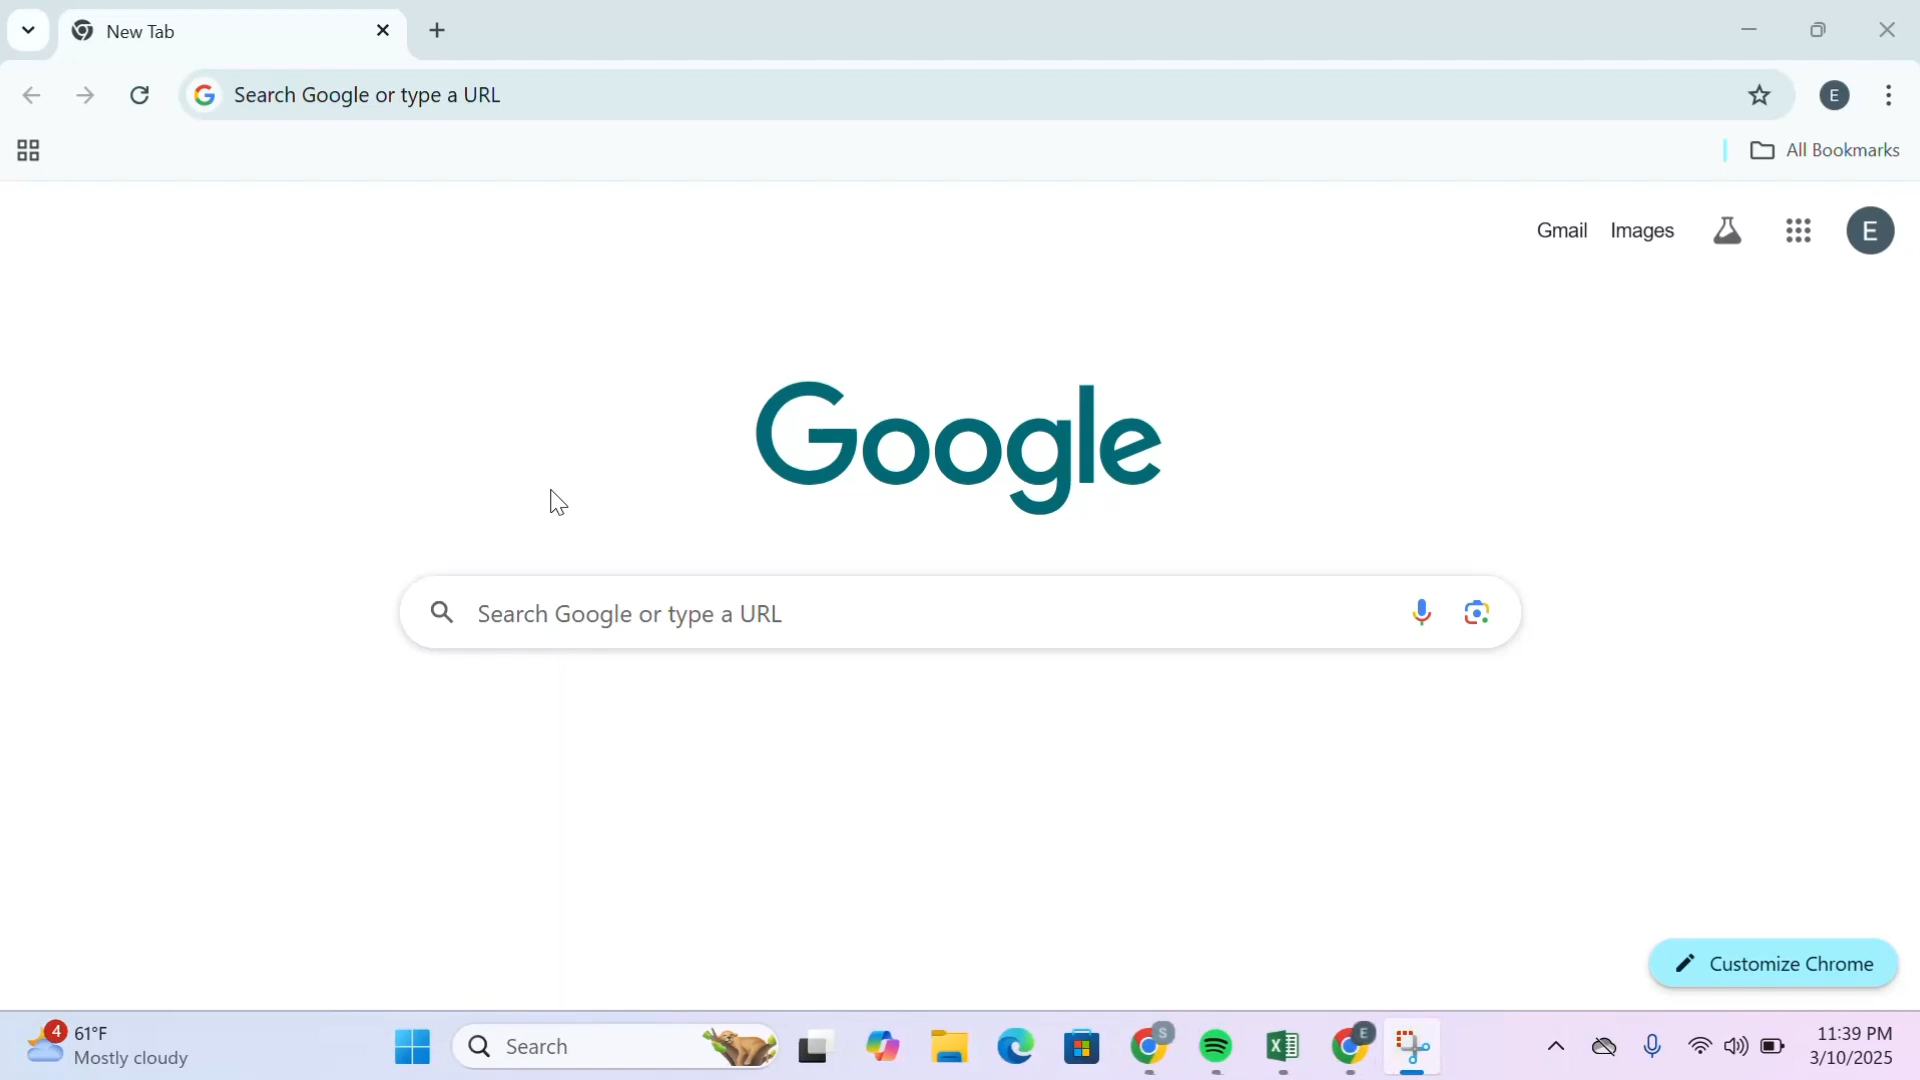 New Tab
Search Google or type a URL
E
All Bookmarks
Gmail Images E
Google
Search Google or type a URL
Customize Chrome
4 61°F
Mostly cloudy
Search
S
E
11:39 PM
3/10/2025